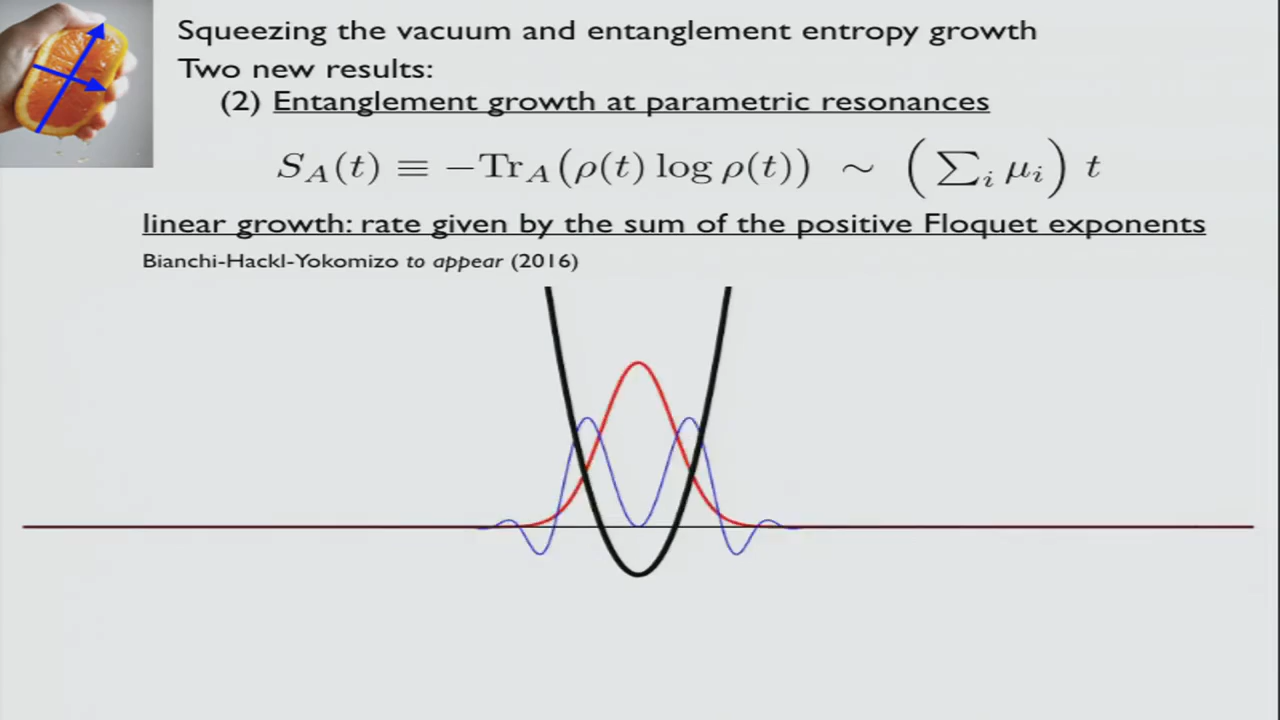 Squeezing the vacuum and entanglement entropy growth
Two new results:
(2) Entanglement growth at parametric resonances
S_A(t) ≡ −Tr_A(ρ(t) log ρ(t)) ∼ (∑_i μ_i) t
linear growth: rate given by the sum of the positive Floquet exponents
Bianchi-Hackl-Yokomizo to appear (2016)